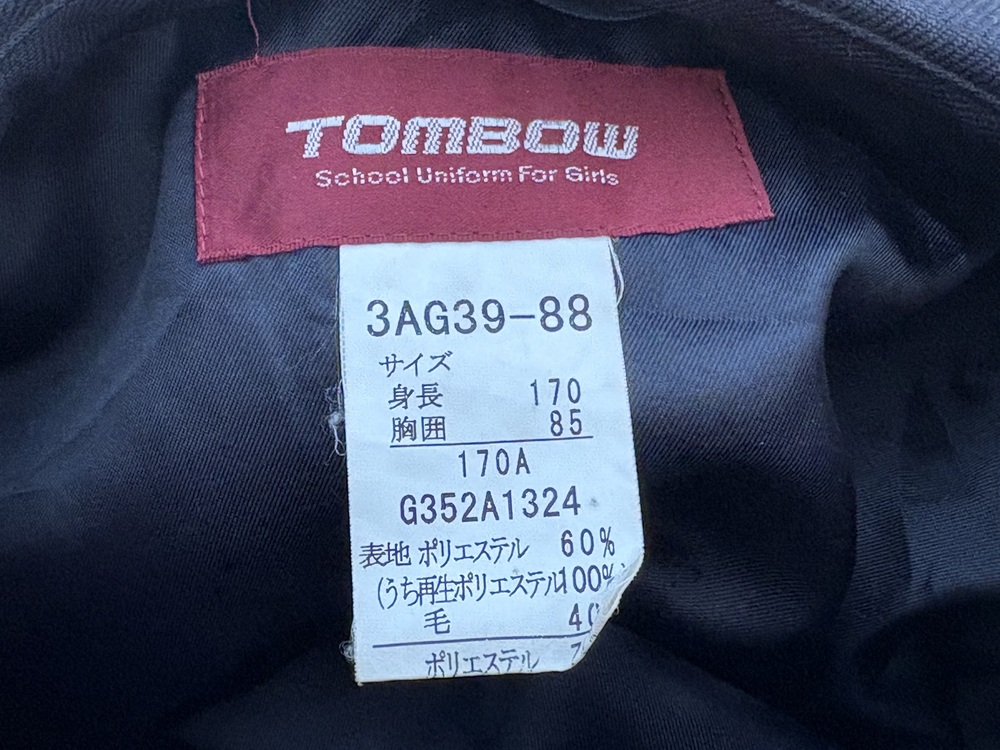 TOMBOW
School Uniform For Girls
3AG39-88
サイズ
身長 170
胸囲 85
170A
G352A1324
表地 ポリエステル 60%
(うち再生ポリエステル100%
毛
ポリエステル